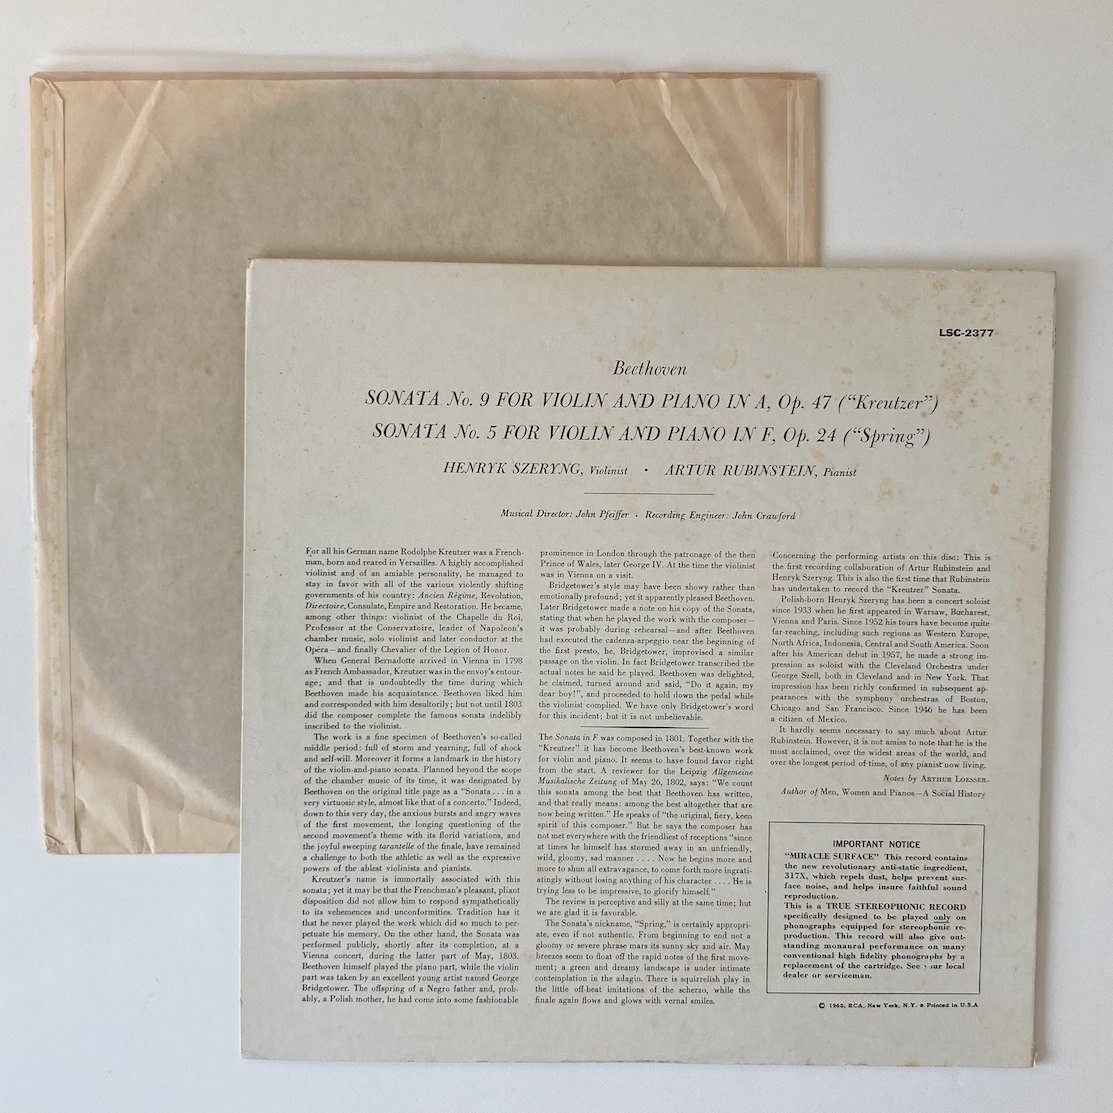 LSC-2377
Beethoven
SONATA No. 9 FOR VIOLIN AND PIANO IN A, Op. 47 (“Kreutzer”)
SONATA No. 5 FOR VIOLIN AND PIANO IN F, Op. 24 (“Spring”)
HENRYK SZERYNG, Violinist • ARTUR RUBINSTEIN, Pianist
Musical Director: John Pfeiffer • Recording Engineer: John Crawford
For all his German name Rodolphe Kreutzer was a French-
man, born and reared in Versailles. A highly accomplished
violinist and of an amiable personality, he managed to
stay in favor with all of the various violently shifting
governments of his country: Ancien Régime, Revolution,
Directoire, Consulate, Empire and Restoration. He became,
among other things: violinist of the Chapelle du Roi,
Professor at the Conservatoire, leader of Napoleon's
chamber music, solo violinist and later conductor at the
Opéra—and finally Chevalier of the Legion of Honor.
When General Bernadotte arrived in Vienna in 1798
as French Ambassador, Kreutzer was in the envoy's entour-
age; and that is undoubtedly the time during which
Beethoven made his acquaintance. Beethoven liked him
and corresponded with him desultorily; but not until 1803
did the composer complete the famous sonata indelibly
inscribed to the violinist.
The work is a fine specimen of Beethoven's so-called
middle period: full of storm and yearning, full of shock
and self-will. Moreover it forms a landmark in the history
of the violin-and-piano sonata. Planned beyond the scope
of the chamber music of its time, it was designated by
Beethoven on the original title page as a “Sonata . . . in a
very virtuosic style, almost like that of a concerto.” Indeed,
down to this very day, the anxious bursts and angry waves
of the first movement, the longing questioning of the
second movement's theme with its florid variations, and
the joyful sweeping tarantelle of the finale, have remained
a challenge to both the athletic as well as the expressive
powers of the ablest violinists and pianists.
Kreutzer's name is immortally associated with this
sonata; yet it may be that the Frenchman's pleasant, pliant
disposition did not allow him to respond sympathetically
to its vehemences and unconformities. Tradition has it
that he never played the work which did so much to per-
petuate his memory. On the other hand, the Sonata was
performed publicly, shortly after its completion, at a
Vienna concert, during the latter part of May, 1803.
Beethoven himself played the piano part, while the violin
part was taken by an excellent young artist named George
Bridgetower. The offspring of a Negro father and, prob-
ably, a Polish mother, he had come into some fashionable
prominence in London through the patronage of the then
Prince of Wales, later George IV. At the time the violinist
was in Vienna on a visit.
Bridgetower's style may have been showy rather than
emotionally profound; yet it apparently pleased Beethoven.
Later Bridgetower made a note on his copy of the Sonata,
stating that when he played the work with the composer—
it was probably during rehearsal—and after Beethoven
had executed the cadenza-arpeggio near the beginning of
the first presto, he, Bridgetower, improvised a similar
passage on the violin. In fact Bridgetower transcribed the
actual notes he said he played. Beethoven was delighted,
he claimed, turned around and said, “Do it again, my
dear boy!”, and proceeded to hold down the pedal while
the violinist complied. We have only Bridgetower's word
for this incident; but it is not unbelievable.
The Sonata in F was composed in 1801. Together with the
“Kreutzer” it has become Beethoven's best-known work
for violin and piano. It seems to have found favor right
from the start. A reviewer for the Leipzig Allgemeine
Musikalische Zeitung of May 26, 1802, says: “We count
this sonata among the best that Beethoven has written,
and that really means: among the best altogether that are
now being written.” He speaks of “the original, fiery, keen
spirit of this composer.” But he says the composer has
not met everywhere with the friendliest of receptions “since
at times he himself has stormed away in an unfriendly,
wild, gloomy, sad manner . . . . Now he begins more and
more to shun all extravagance, to come forth more ingrati-
atingly without losing anything of his character . . . . He is
trying less to be impressive, to glorify himself.”
The review is perceptive and silly at the same time; but
we are glad it is favorable.
The Sonata's nickname, “Spring,” is certainly appropri-
ate, even if not authentic. From beginning to end not a
gloomy or severe phrase mars its sunny sky and air. May
breezes seem to float off the rapid notes of the first move-
ment; a green and dreamy landscape is under intimate
contemplation in the adagio. There is squirrelish play in
the little off-beat imitations of the scherzo, while the
finale again flows and glows with vernal smiles.
Concerning the performing artists on this disc: This is
the first recording collaboration of Artur Rubinstein and
Henryk Szeryng. This is also the first time that Rubinstein
has undertaken to record the “Kreutzer” Sonata.
Polish-born Henryk Szeryng has been a concert soloist
since 1933 when he first appeared in Warsaw, Bucharest,
Vienna and Paris. Since 1952 his tours have become quite
far-reaching, including such regions as Western Europe,
North Africa, Indonesia, Central and South America. Soon
after his American debut in 1957, he made a strong im-
pression as soloist with the Cleveland Orchestra under
George Szell, both in Cleveland and in New York. That
impression has been richly confirmed in subsequent ap-
pearances with the symphony orchestras of Boston,
Chicago and San Francisco. Since 1946 he has been
a citizen of Mexico.
It hardly seems necessary to say much about Artur
Rubinstein. However, it is not amiss to note that he is the
most acclaimed, over the widest areas of the world, and
over the longest period of time, of any pianist now living.
Notes by ARTHUR LOESSER.
Author of Men, Women and Pianos—A Social History
IMPORTANT NOTICE
“MIRACLE SURFACE” This record contains
the new revolutionary anti-static ingredient,
317X, which repels dust, helps prevent sur-
face noise, and helps insure faithful sound
reproduction.
This is a TRUE STEREOPHONIC RECORD
specifically designed to be played only on
phonographs equipped for stereophonic re-
production. This record will also give out-
standing monaural performance on many
conventional high fidelity phonographs by a
replacement of the cartridge. See your local
dealer or serviceman.
© 1960, RCA, New York, N.Y. • Printed in U.S.A